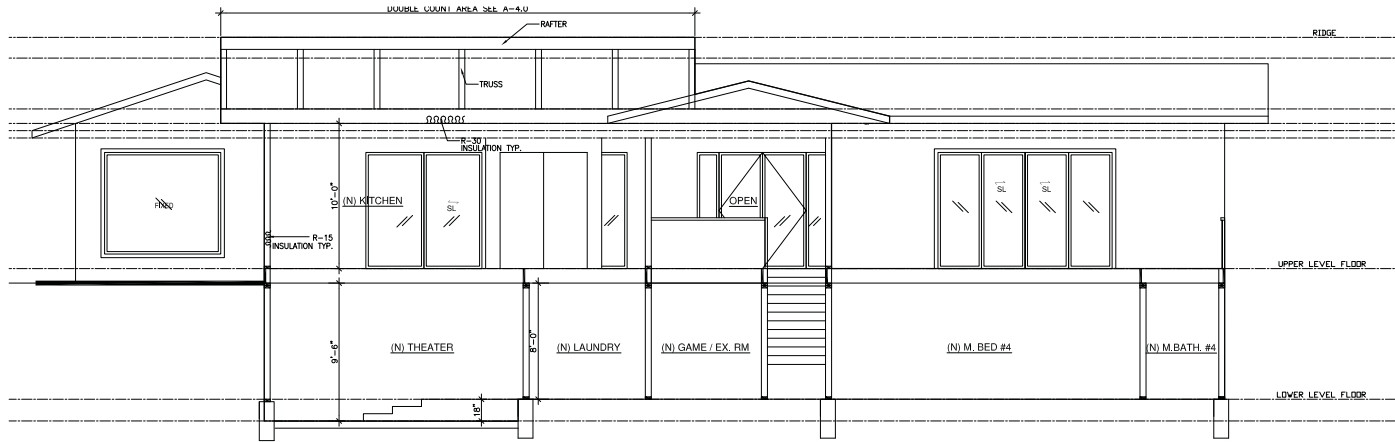 DOUBLE COUNT AREA SEE A-4.0
RAFTER
RIDGE
TRUSS
R-30
INSULATION TYP.
10'-0"
(N) KITCHEN
SL
OPEN
SL
SL
FIXED
R-15
INSULATION TYP.
UPPER LEVEL FLOOR
9'-6"
(N) THEATER
8'-0"
(N) LAUNDRY
(N) GAME / EX. RM
(N) M. BED #4
(N) M.BATH. #4
18"
LOWER LEVEL FLOOR